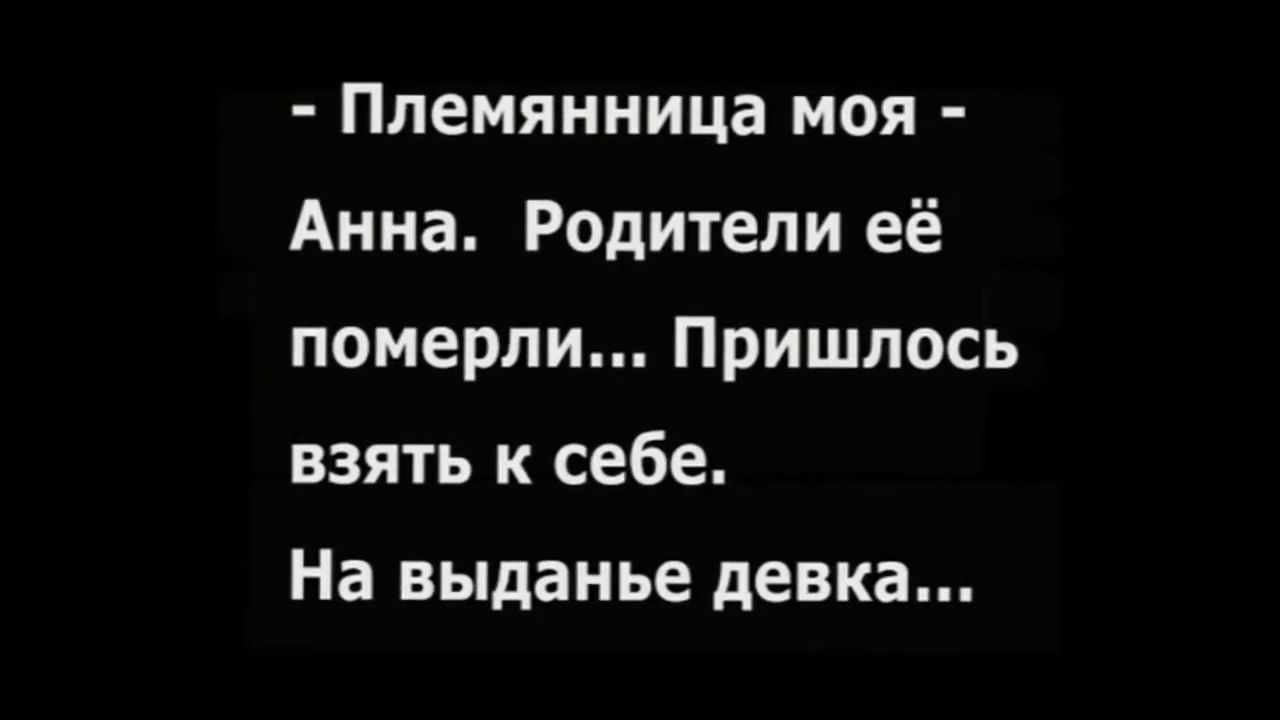 - Племянница моя -
Анна.  Родители её
померли... Пришлось
взять к себе.
На выданье девка...